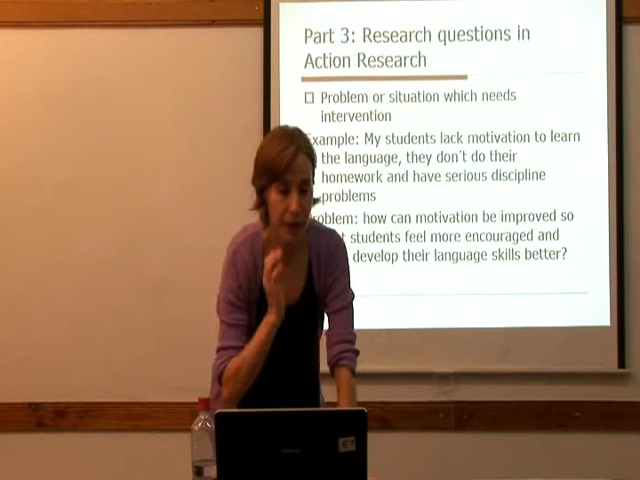 Part 3: Research questions in
Action Research
Problem or situation which needs
intervention
Example: My students lack motivation to learn
the language, they don't do their
homework and have serious discipline
problems
Problem: how can motivation be improved so
students feel more encouraged and
develop their language skills better?